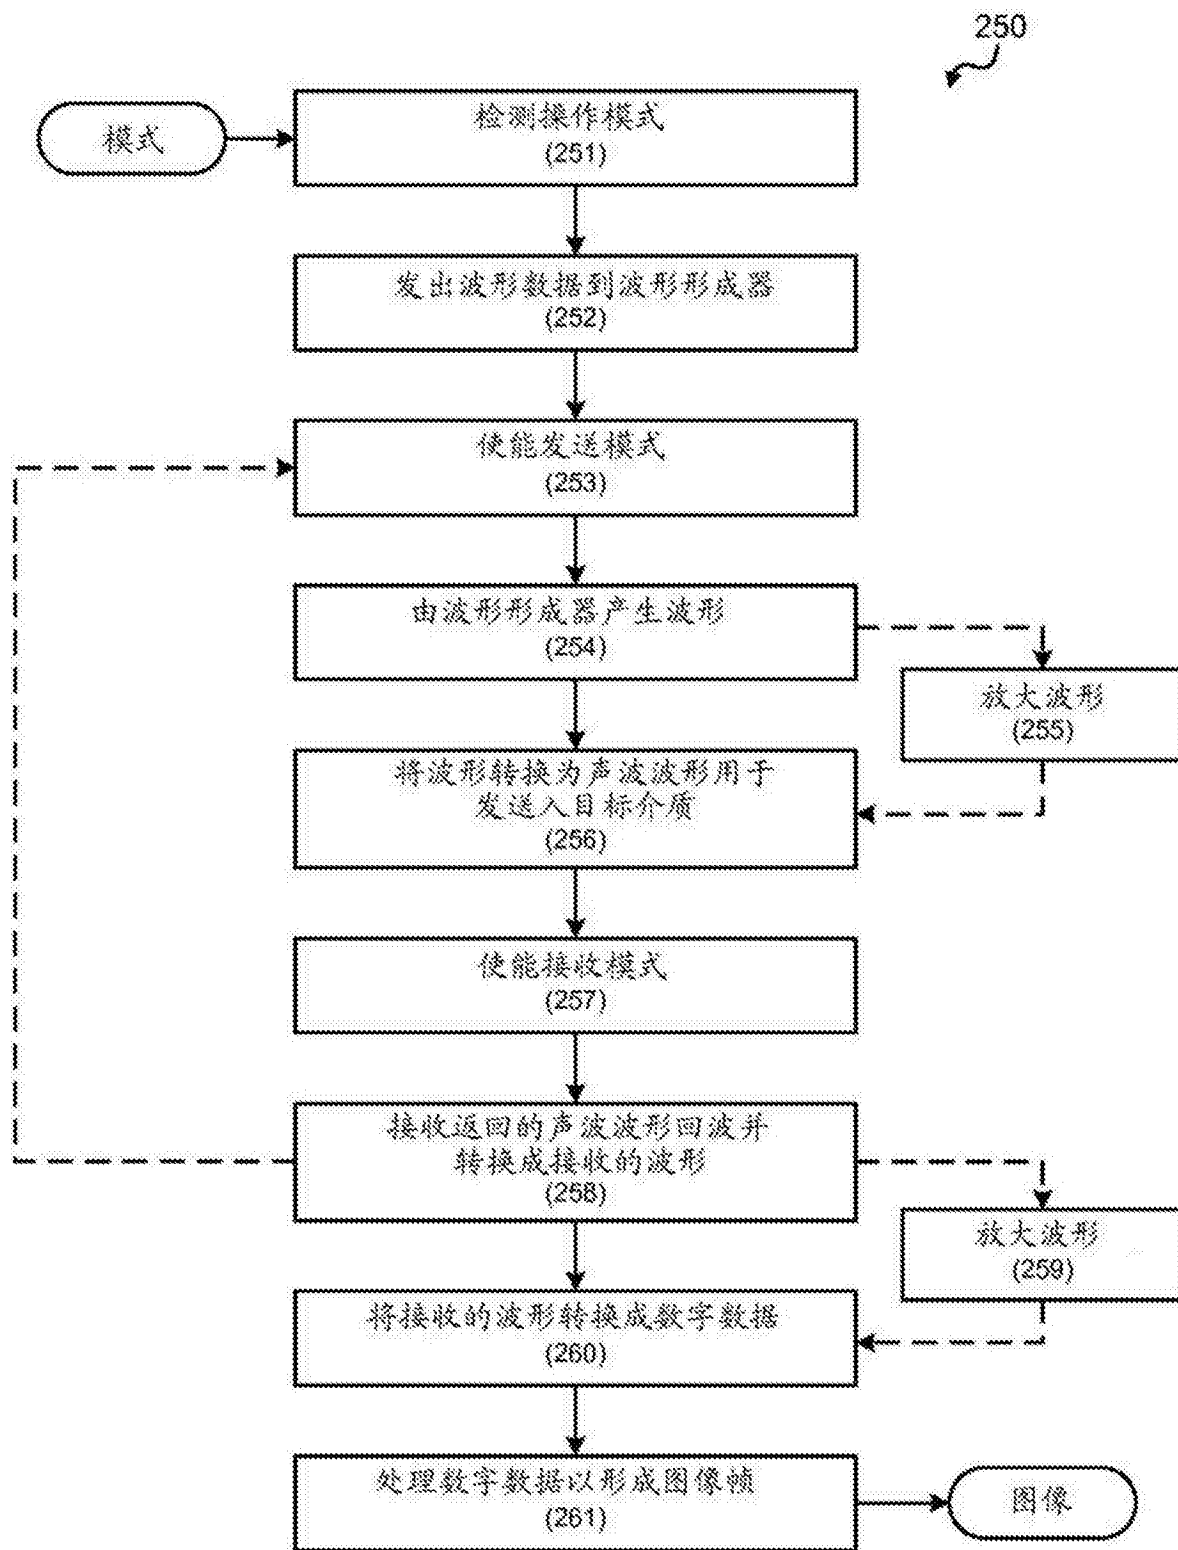 250
模式
检测操作模式
(251)
发出波形数据到波形形成器
(252)
使能发送模式
(253)
由波形形成器产生波形
(254)
放大波形
(255)
将波形转换为声波波形用于
发送入目标介质
(256)
使能接收模式
(257)
接收返回的声波波形回波并
转换成接收的波形
(258)
放大波形
(259)
将接收的波形转换成数字数据
(260)
处理数字数据以形成图像帧
(261)
图像